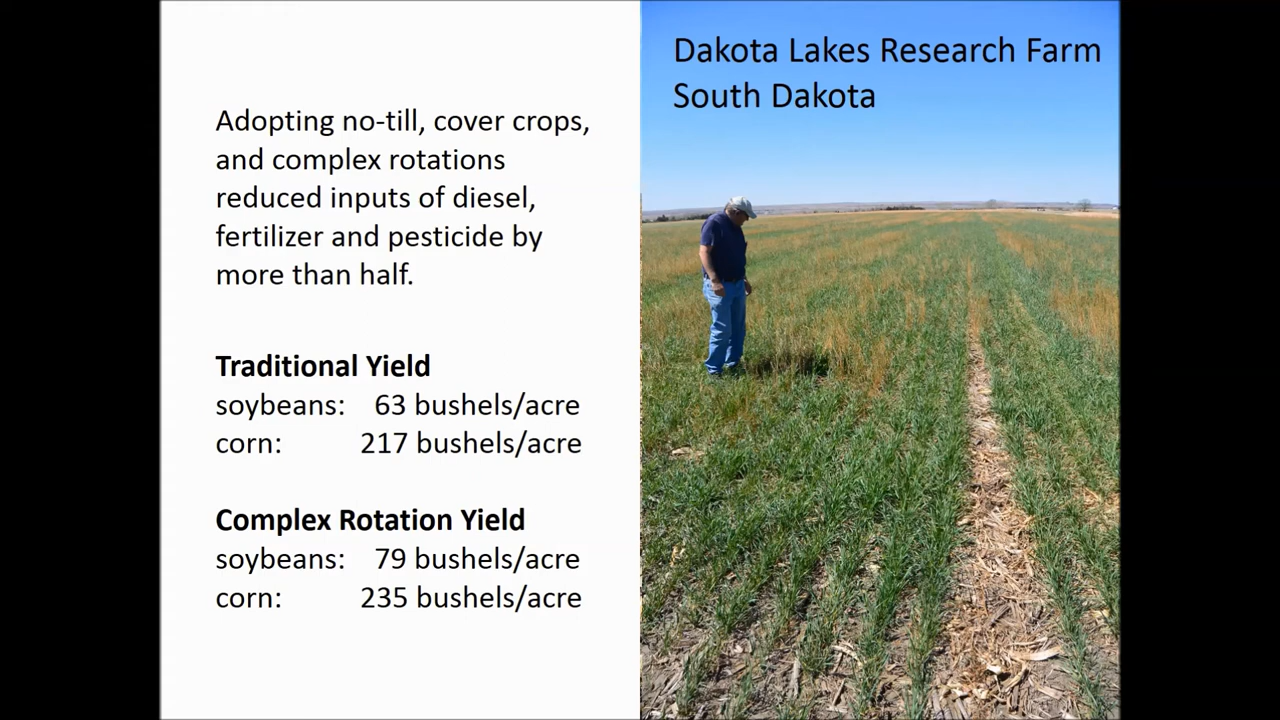 Adopting no-till, cover crops,
and complex rotations
reduced inputs of diesel,
fertilizer and pesticide by
more than half.
Traditional Yield
soybeans: 63 bushels/acre
corn: 217 bushels/acre
Complex Rotation Yield
soybeans: 79 bushels/acre
corn: 235 bushels/acre
Dakota Lakes Research Farm
South Dakota